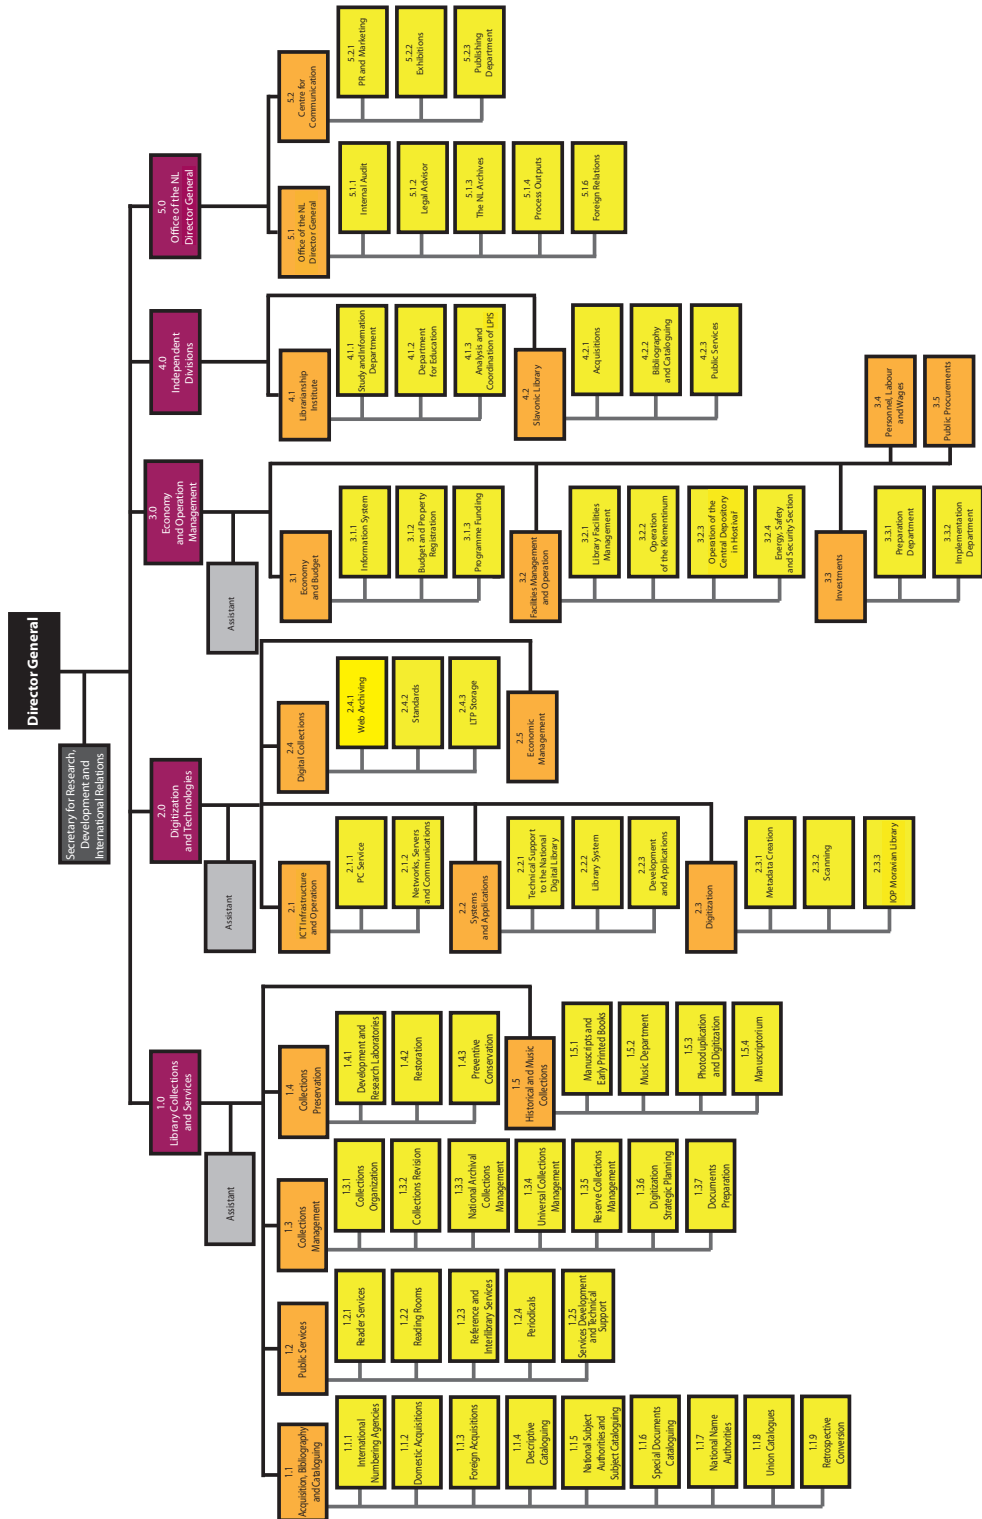 Director General
Secretary for Research,
Development and
International Relations
1.0
Library Collections
and Services
Assistant
1.1
Acquisition, Bibliography
and Cataloguing
1.1.1
International
Numbering Agencies
1.1.2
Domestic Acquisitions
1.1.3
Foreign Acquisitions
1.1.4
Descriptive
Cataloguing
1.1.5
National Subject
Authorities and
Subject Cataloguing
1.1.6
Special Documents
Cataloguing
1.1.7
National Name
Authorities
1.1.8
Union Catalogues
1.1.9
Retrospective
Conversion
1.2
Public Services
1.2.1
Reader Services
1.2.2
Reading Rooms
1.2.3
Reference and
Interlibrary Services
1.2.4
Periodicals
1.2.5
Services Development
and Technical
Support
1.3
Collections
Management
1.3.1
Collections
Organization
1.3.2
Collections Revision
1.3.3
National Archival
Collections
Management
1.3.4
Universal Collections
Management
1.3.5
Reserve Collections
Management
1.3.6
Digitization
Strategic Planning
1.3.7
Documents
Preparation
1.4
Collections
Preservation
1.4.1
Development and
Research Laboratories
1.4.2
Restoration
1.4.3
Preventive
Conservation
1.5
Historical and Music
Collections
1.5.1
Manuscripts and
Early Printed Books
1.5.2
Music Department
1.5.3
Photoduplication
and Digitization
1.5.4
Manuscriptorium
2.0
Digitization
and Technologies
Assistant
2.1
ICT Infrastructure
and Operation
2.1.1
PC Service
2.1.2
Networks, Servers
and Communications
2.2
Systems
and Applications
2.2.1
Technical Support
to the National
Digital Library
2.2.2
Library System
2.2.3
Development
and Applications
2.3
Digitization
2.3.1
Metadata Creation
2.3.2
Scanning
2.3.3
IOP Moravian Library
2.4
Digital Collections
2.4.1
Web Archiving
2.4.2
Standards
2.4.3
LTP Storage
2.5
Economic
Management
3.0
Economy
and Operation
Management
Assistant
3.1
Economy
and Budget
3.1.1
Information System
3.1.2
Budget and Property
Registration
3.1.3
Programme Funding
3.2
Facilities Management
and Operation
3.2.1
Library Facilities
Management
3.2.2
Operation
of the Klementinum
3.2.3
Operation of the
Central Depository
in Hostivař
3.2.4
Energy, Safety
and Security Section
3.3
Investments
3.3.1
Preparation
Department
3.3.2
Implementation
Department
3.4
Personnel, Labour
and Wages
3.5
Public Procurements
4.0
Independent
Divisions
4.1
Librarianship
Institute
4.1.1
Study and Information
Department
4.1.2
Department
for Education
4.1.3
Analysis and
Coordination of LPIS
4.2
Slavonic Library
4.2.1
Acquisitions
4.2.2
Bibliography
and Cataloguing
4.2.3
Public Services
5.0
Office of the NL
Director General
5.1
Office of the NL
Director General
5.1.1
Internal Audit
5.1.2
Legal Advisor
5.1.3
The NL Archives
5.1.4
Process Outputs
5.1.6
Foreign Relations
5.2
Centre for
Communication
5.2.1
PR and Marketing
5.2.2
Exhibitions
5.2.3
Publishing
Department